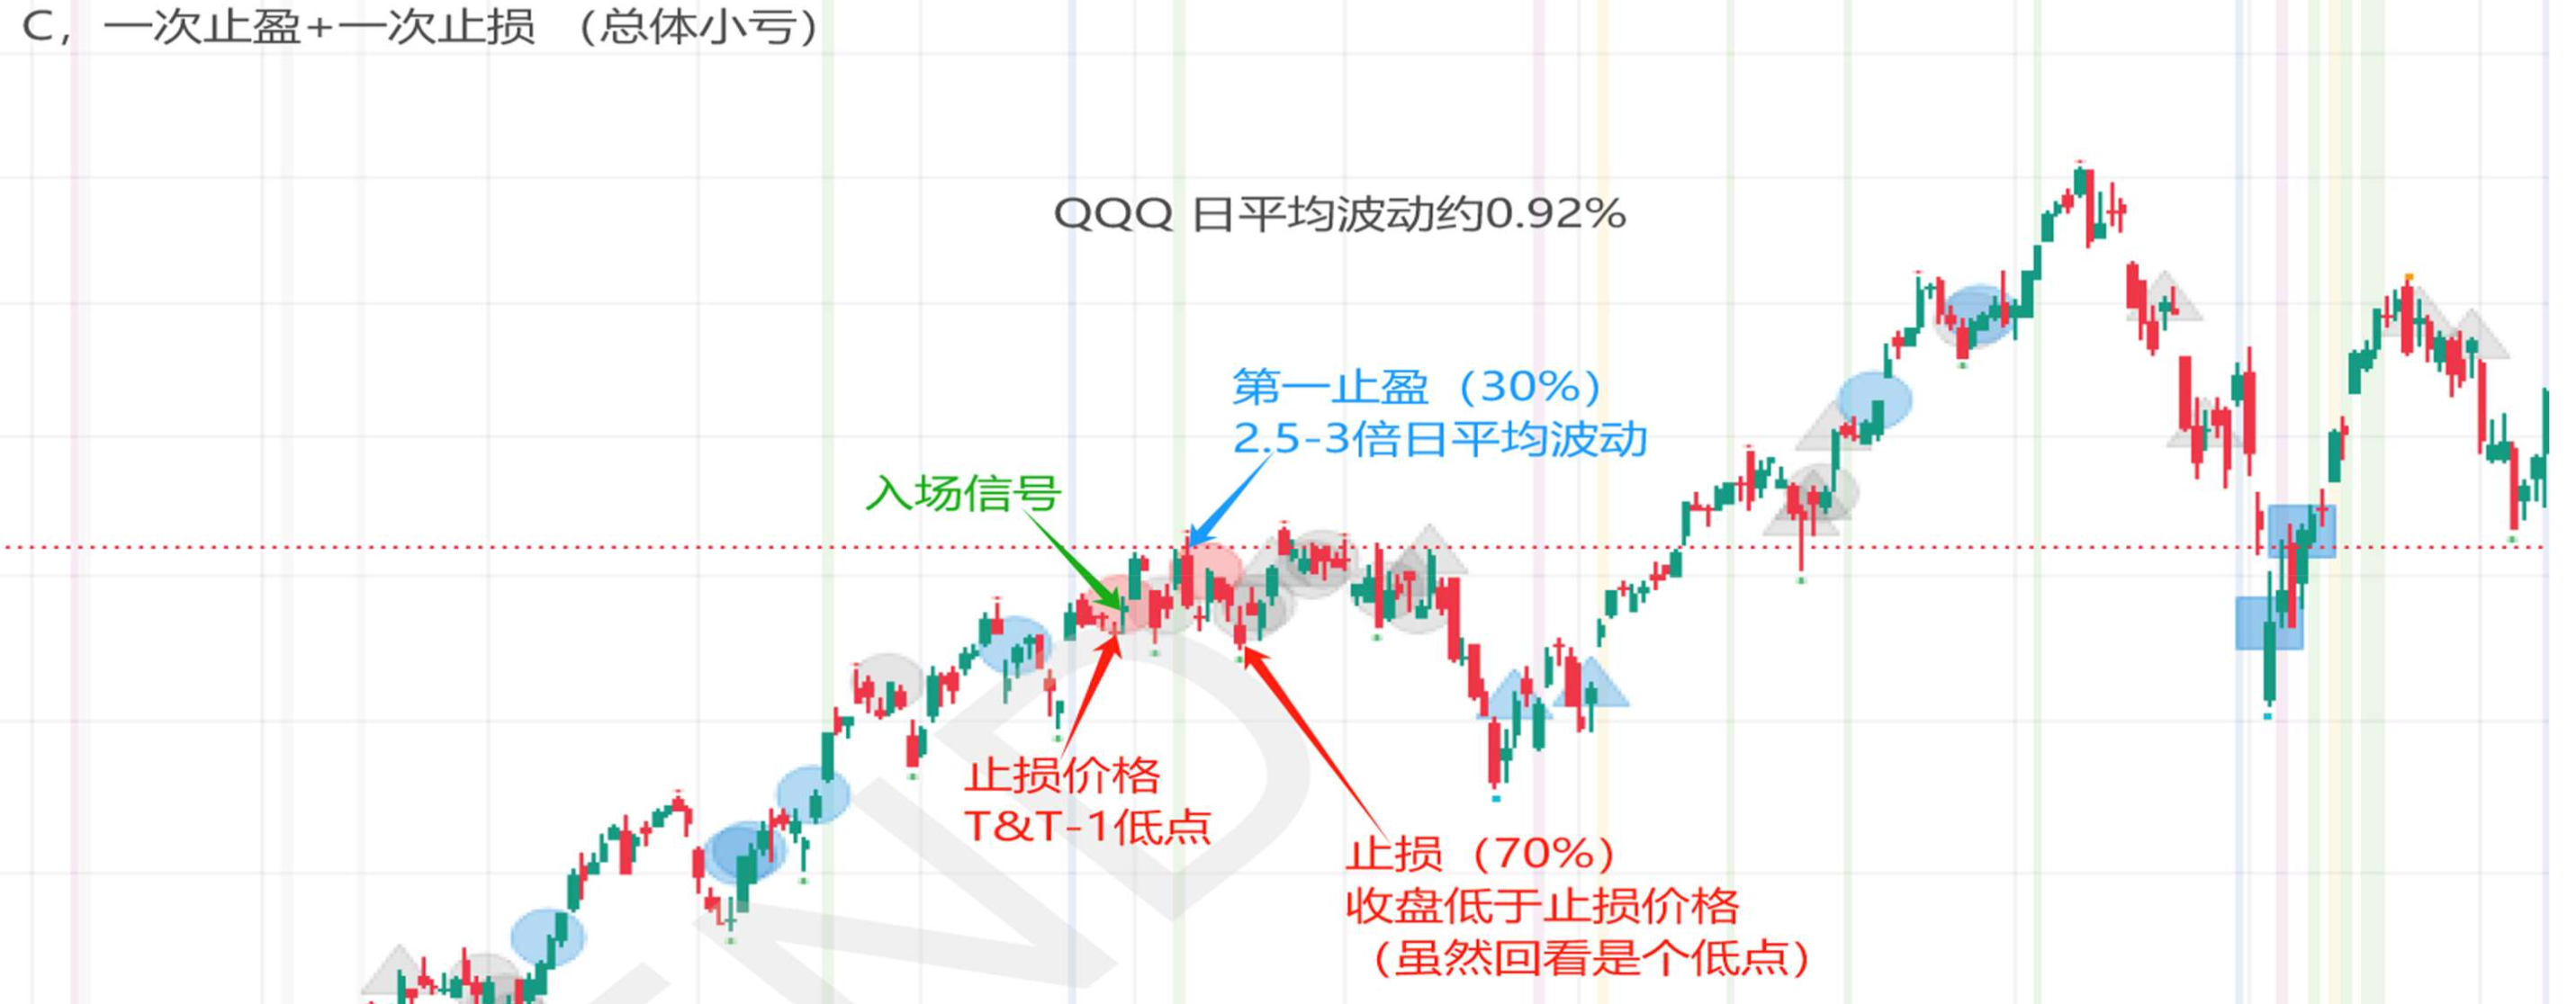 C，一次止盈+一次止损 （总体小亏）
QQQ 日平均波动约0.92%
第一止盈（30%）
2.5-3倍日平均波动
入场信号
止损价格
T&T-1低点
止损（70%）
收盘低于止损价格
（虽然回看是个低点）